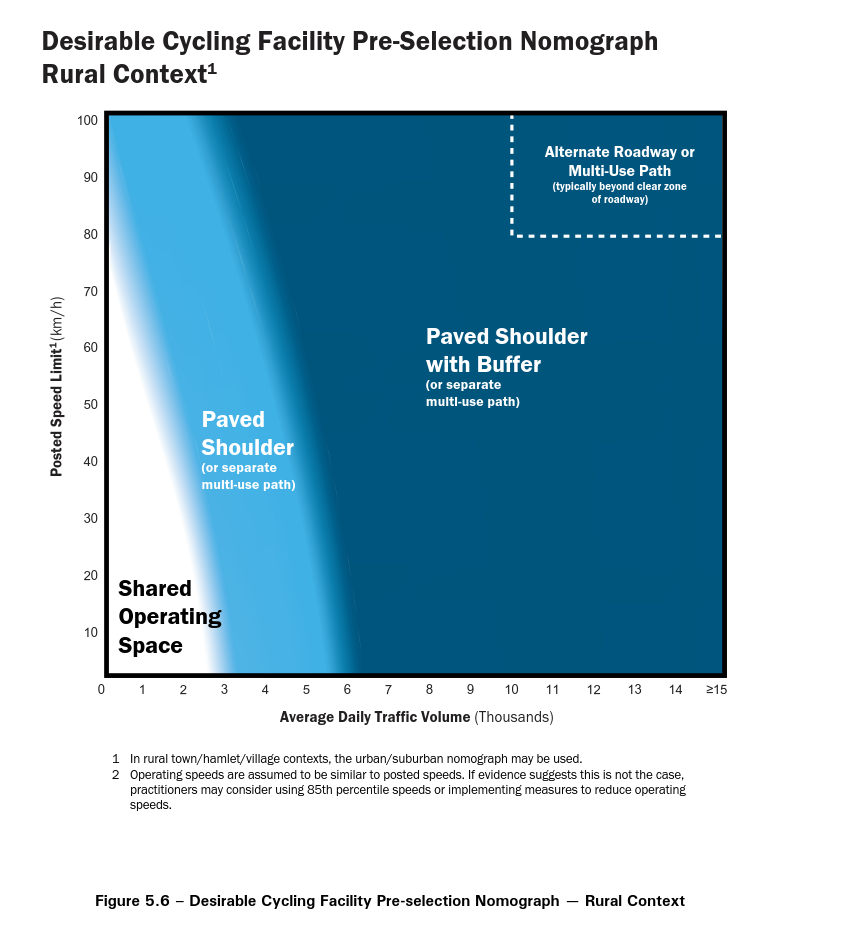 Desirable Cycling Facility Pre-Selection Nomograph
Rural Context¹
100
90
80
70
60
50
40
30
20
10
Posted Speed Limit¹(km/h)
Alternate Roadway or
Multi-Use Path
(typically beyond clear zone
of roadway)
Paved Shoulder
with Buffer
(or separate
multi-use path)
Paved
Shoulder
(or separate
multi-use path)
Shared
Operating
Space
0 1 2 3 4 5 6 7 8 9 10 11 12 13 14 ≥15
Average Daily Traffic Volume (Thousands)
1 In rural town/hamlet/village contexts, the urban/suburban nomograph may be used.
2 Operating speeds are assumed to be similar to posted speeds. If evidence suggests this is not the case,
practitioners may consider using 85th percentile speeds or implementing measures to reduce operating
speeds.
Figure 5.6 – Desirable Cycling Facility Pre-selection Nomograph — Rural Context